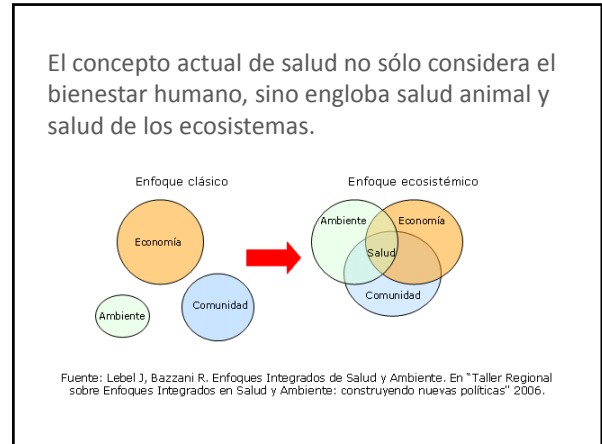 El concepto actual de salud no sólo considera el
bienestar humano, sino engloba salud animal y
salud de los ecosistemas.
Enfoque clásico
Economía
Ambiente
Comunidad
Enfoque ecosistémico
Ambiente
Economía
Salud
Comunidad
Fuente: Lebel J, Bazzani R. Enfoques Integrados de Salud y Ambiente. En "Taller Regional
sobre Enfoques Integrados en Salud y Ambiente: construyendo nuevas políticas" 2006.